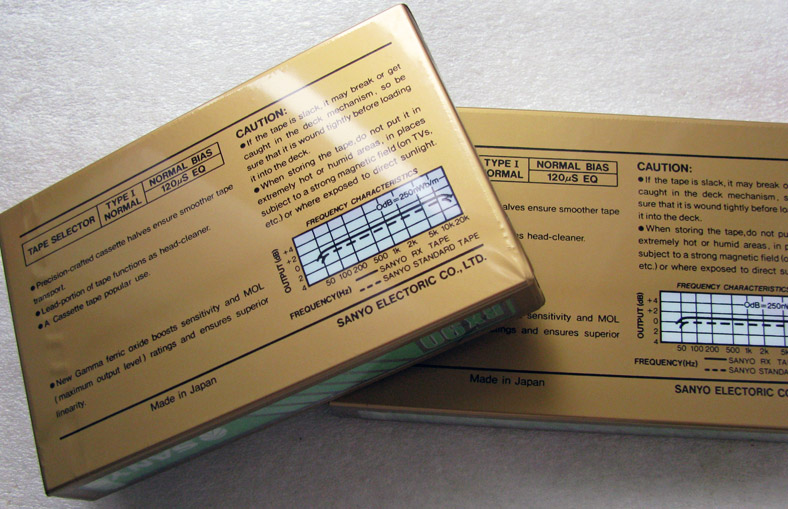 TAPE SELECTOR
TYPE I
NORMAL
NORMAL BIAS
120μS EQ
●Precision-crafted cassette halves ensure smoother tape
transport.
●Lead-portion of tape functions as head-cleaner.
●A Cassette tape popular use.
●New Gamma ferric oxide boosts sensitivity and MOL
(maximum output level) ratings and ensures superior
linearity.
Made in Japan
CAUTION:
●If the tape is slack, it may break or get
caught in the deck mechanism, so be
sure that it is wound tightly before loading
it into the deck.
●When storing the tape, do not put it in
extremely hot or humid areas, in places
subject to a strong magnetic field (on TVs,
etc.) or where exposed to direct sunlight.
FREQUENCY CHARACTERISTICS
OdB=250nWh/m
OUTPUT (dB)
+4
+2
0
2
4
50 100 200 500 1k 2k 5k 10k 20k
FREQUENCY(Hz)
SANYO RX TAPE
SANYO STANDARD TAPE
SANYO ELECTORIC CO., LTD.
RX90
TYPE I
ORMAL
NORMAL BIAS
120μS EQ
alves ensure smoother tape
s head-cleaner.
sensitivity and MOL
ings and ensures superior
Made in Japan
CAUTION:
●If the tape is slack, it may break o
caught in the deck mechanism, s
sure that it is wound tightly before lo
it into the deck.
●When storing the tape, do not pu
extremely hot or humid areas, in p
subject to a strong magnetic field (o
etc.) or where exposed to direct su
FREQUENCY CHARACTERISTICS
OdB=250n
OUTPUT (dB)
+4
+2
0
2
4
50 100 200 500 1k 2k 5k
FREQUENCY(Hz)
SANYO RX TA
SANYO STANDA
SANYO ELECTORIC CO